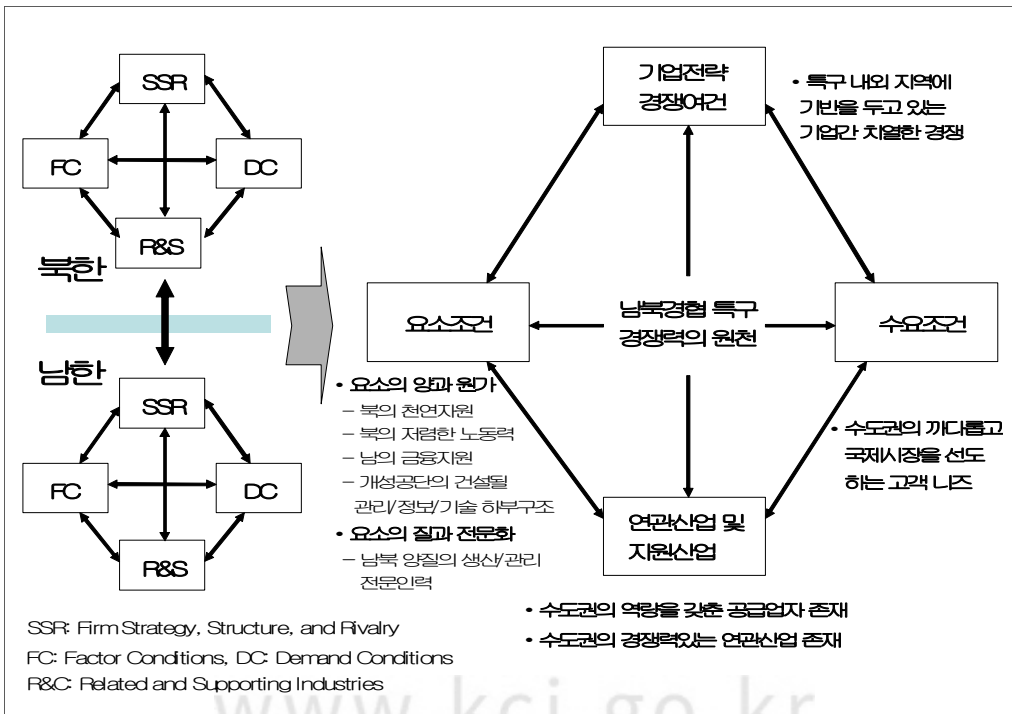 SSR
FC
DC
R&S
북한
남한
SSR
FC
DC
R&S
SSR: Firm Strategy, Structure, and Rivalry
FC: Factor Conditions, DC: Demand Conditions
R&C: Related and Supporting Industries
기업전략
경쟁여건
• 특구 내외 지역에
기반을 두고 있는
기업간 치열한 경쟁
요소조건
남북경협 특구
경쟁력의 원천
수요조건
• 요소의 양과 원가
– 북의 천연자원
– 북의 저렴한 노동력
– 남의 금융지원
– 개성공단의 건설될
관리/정보/기술 하부구조
• 요소의 질과 전문화
– 남북 양질의 생산/관리
전문인력
• 수도권의 까다롭고
국제시장을 선도
하는 고객 니즈
연관산업 및
지원산업
• 수도권의 역량을 갖춘 공급업자 존재
• 수도권의 경쟁력있는 연관산업 존재
www.kci.go.kr